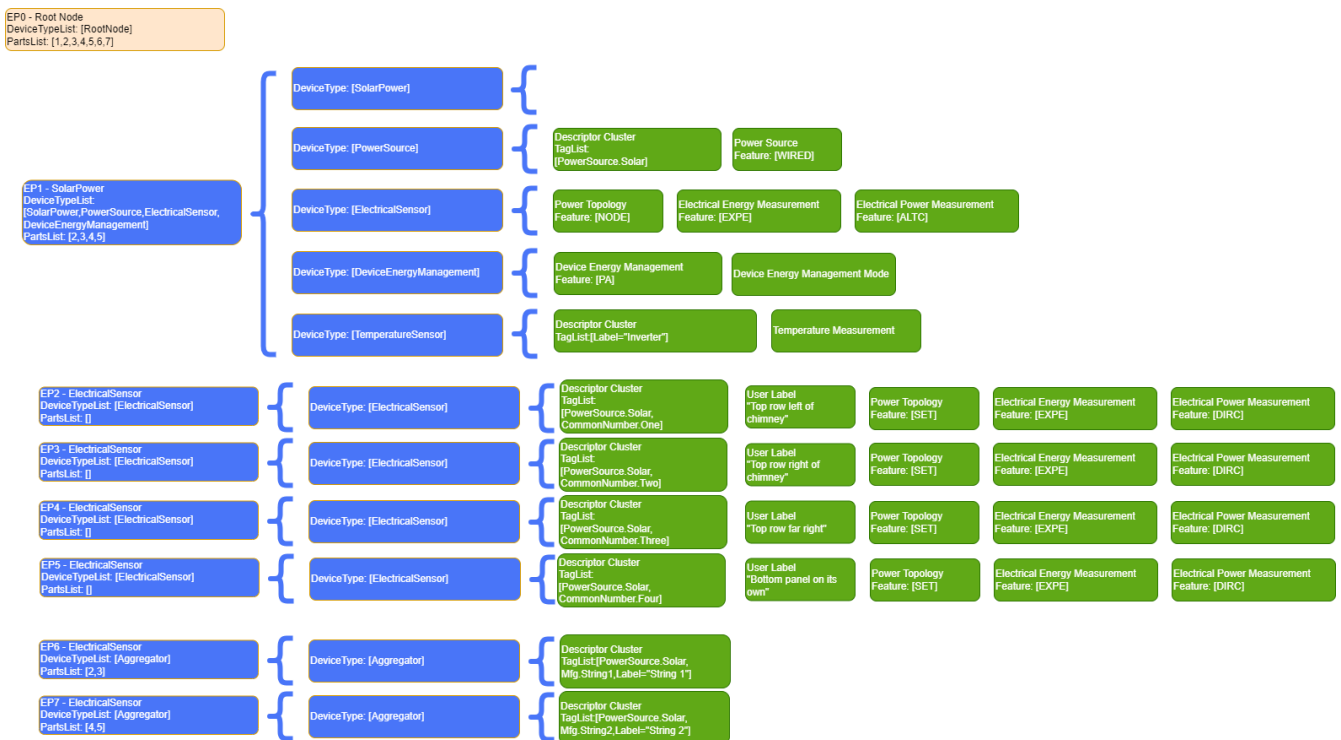 EP0 - Root Node
DeviceTypeList: [RootNode]
PartsList: [1,2,3,4,5,6,7]
DeviceType: [SolarPower]
DeviceType: [PowerSource]
Descriptor Cluster
TagList:
[PowerSource.Solar]
Power Source
Feature: [WIRED]
EP1 - SolarPower
DeviceTypeList:
[SolarPower,PowerSource,ElectricalSensor,
DeviceEnergyManagement]
PartsList: [2,3,4,5]
DeviceType: [ElectricalSensor]
Power Topology
Feature: [NODE]
Electrical Energy Measurement
Feature: [EXPE]
Electrical Power Measurement
Feature: [ALTC]
DeviceType: [DeviceEnergyManagement]
Device Energy Management
Feature: [PA]
Device Energy Management Mode
DeviceType: [TemperatureSensor]
Descriptor Cluster
TagList:[Label="Inverter"]
Temperature Measurement
EP2 - ElectricalSensor
DeviceTypeList: [ElectricalSensor]
PartsList: []
DeviceType: [ElectricalSensor]
Descriptor Cluster
TagList:
[PowerSource.Solar,
CommonNumber.One]
User Label
"Top row left of
chimney"
Power Topology
Feature: [SET]
Electrical Energy Measurement
Feature: [EXPE]
Electrical Power Measurement
Feature: [DIRC]
EP3 - ElectricalSensor
DeviceTypeList: [ElectricalSensor]
PartsList: []
DeviceType: [ElectricalSensor]
Descriptor Cluster
TagList:
[PowerSource.Solar,
CommonNumber.Two]
User Label
"Top row right of
chimney"
Power Topology
Feature: [SET]
Electrical Energy Measurement
Feature: [EXPE]
Electrical Power Measurement
Feature: [DIRC]
EP4 - ElectricalSensor
DeviceTypeList: [ElectricalSensor]
PartsList: []
DeviceType: [ElectricalSensor]
Descriptor Cluster
TagList:
[PowerSource.Solar,
CommonNumber.Three]
User Label
"Top row far right"
Power Topology
Feature: [SET]
Electrical Energy Measurement
Feature: [EXPE]
Electrical Power Measurement
Feature: [DIRC]
EP5 - ElectricalSensor
DeviceTypeList: [ElectricalSensor]
PartsList: []
DeviceType: [ElectricalSensor]
Descriptor Cluster
TagList:
[PowerSource.Solar,
CommonNumber.Four]
User Label
"Bottom panel on its
own"
Power Topology
Feature: [SET]
Electrical Energy Measurement
Feature: [EXPE]
Electrical Power Measurement
Feature: [DIRC]
EP6 - ElectricalSensor
DeviceTypeList: [Aggregator]
PartsList: [2,3]
DeviceType: [Aggregator]
Descriptor Cluster
TagList:[PowerSource.Solar,
Mfg.String1,Label="String 1"]
EP7 - ElectricalSensor
DeviceTypeList: [Aggregator]
PartsList: [4,5]
DeviceType: [Aggregator]
Descriptor Cluster
TagList:[PowerSource.Solar,
Mfg.String2,Label="String 2"]